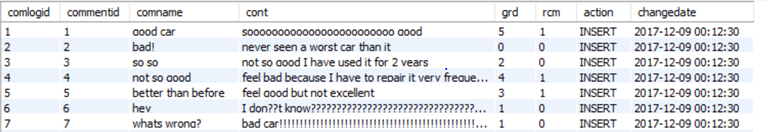 comlogid commentid comname cont grd rcm action changedate
1 1 good car soooooooooooooooooooooooo good 5 1 INSERT 2017-12-09 00:12:30
2 2 bad! never seen a worst car than it 0 0 INSERT 2017-12-09 00:12:30
3 3 so so not so good I have used it for 2 years 2 0 INSERT 2017-12-09 00:12:30
4 4 not so good feel bad because I have to repair it very freque... 4 1 INSERT 2017-12-09 00:12:30
5 5 better than before feel good but not excellent 3 1 INSERT 2017-12-09 00:12:30
6 6 hey I don??t know????????????????????????????????... 1 0 INSERT 2017-12-09 00:12:30
7 7 whats wrong? bad car!!!!!!!!!!!!!!!!!!!!!!!!!!!!!!!!!!!!!!!!!!!!!!!!... 1 0 INSERT 2017-12-09 00:12:30